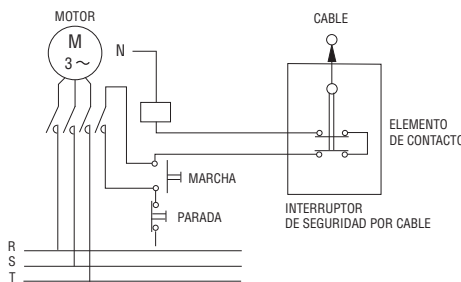 MOTOR
M
3 ~
N
CABLE
ELEMENTO
DE CONTACTO
MARCHA
PARADA
INTERRUPTOR
DE SEGURIDAD POR CABLE
R
S
T